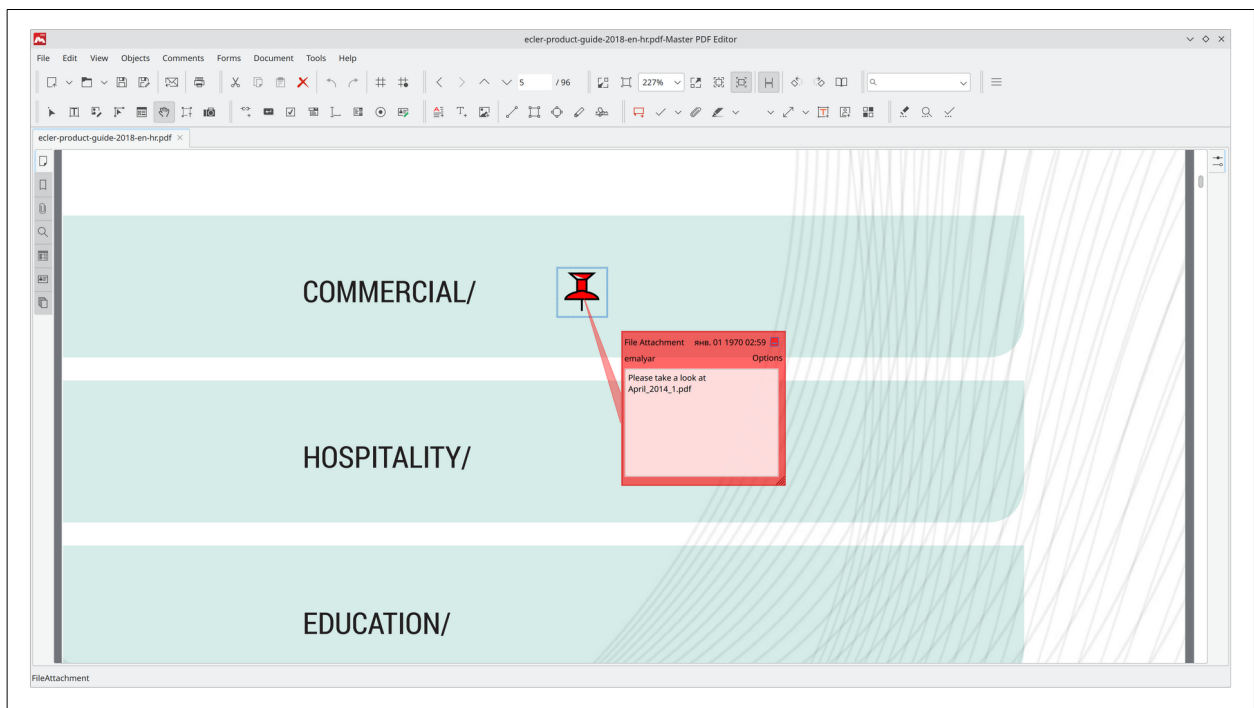 ecler-product-guide-2018-en-hr.pdf-Master PDF Editor
File Edit View Objects Comments Forms Document Tools Help
5 / 96 227%
ecler-product-guide-2018-en-hr.pdf
COMMERCIAL/
File Attachment янв. 01 1970 02:59
emalyar Options
Please take a look at
April_2014_1.pdf
HOSPITALITY/
EDUCATION/
FileAttachment